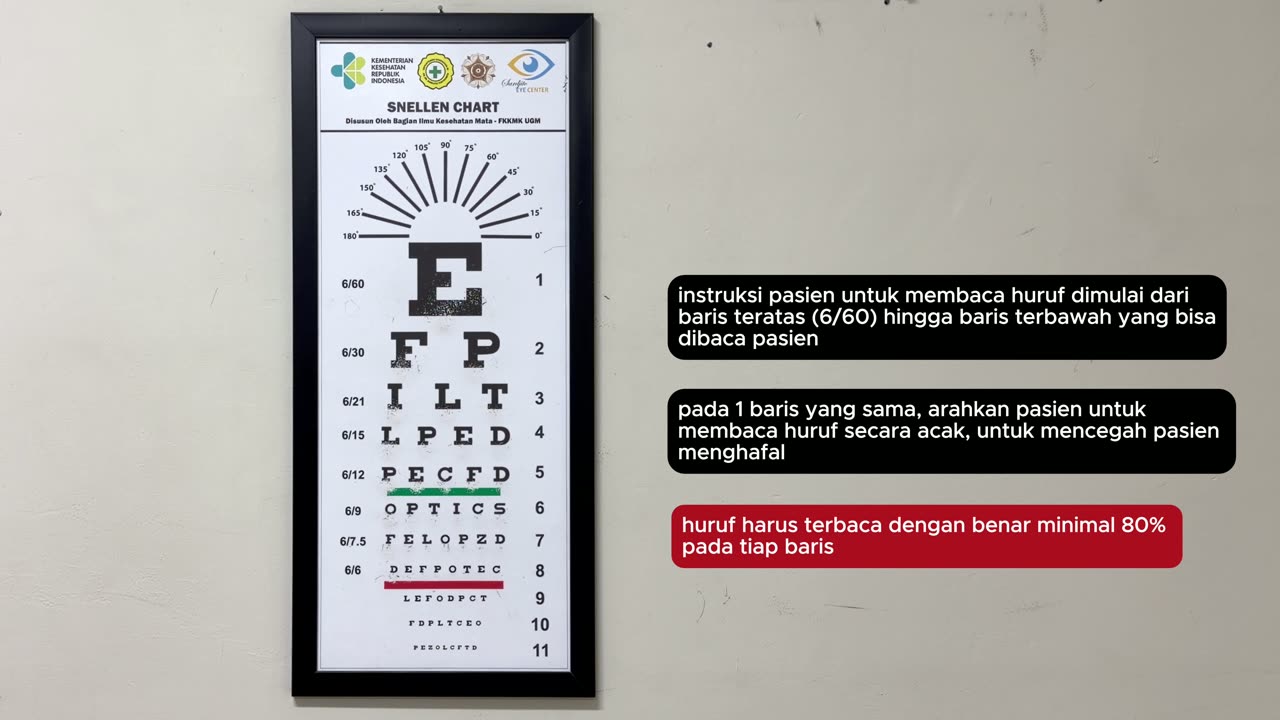 KEMENTERIAN
KESEHATAN
REPUBLIK
INDONESIA
EYE CENTER
SNELLEN CHART
Disusun Oleh Bagian Ilmu Kesehatan Mata - FKKMK UGM
180°
165°
150°
135°
120°
105°
90°
75°
60°
45°
30°
15°
0°
6/60 E 1
6/30 F P 2
6/21 I L T 3
6/15 L P E D 4
6/12 P E C F D 5
6/9 O P T I C S 6
6/7.5 F E L O P Z D 7
6/6 D E F P O T E C 8
L E F O D P C T 9
F D P L T C E O 10
P E Z O L C F T D 11
instruksi pasien untuk membaca huruf dimulai dari
baris teratas (6/60) hingga baris terbawah yang bisa
dibaca pasien
pada 1 baris yang sama, arahkan pasien untuk
membaca huruf secara acak, untuk mencegah pasien
menghafal
huruf harus terbaca dengan benar minimal 80%
pada tiap baris